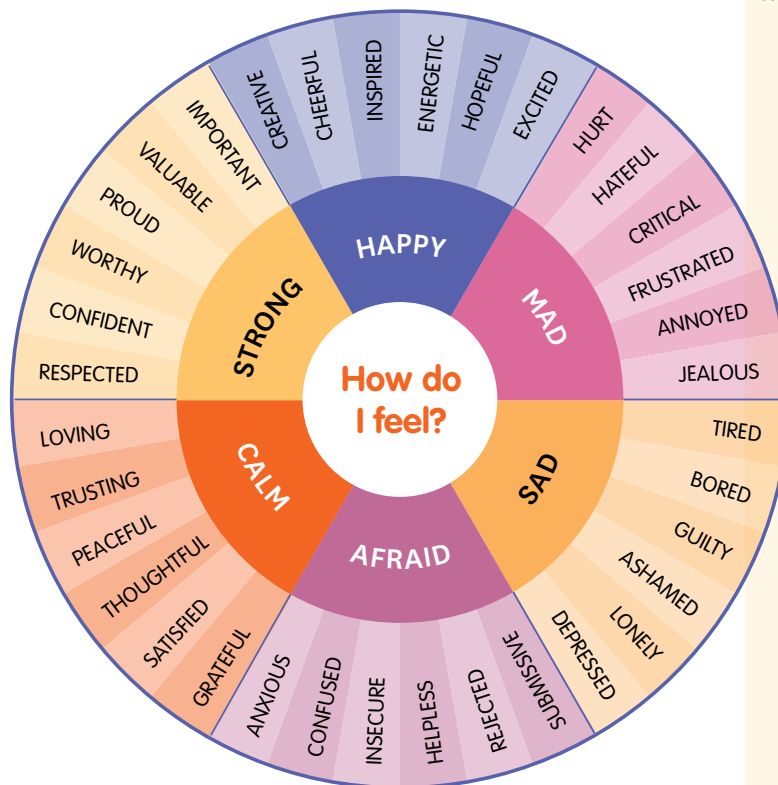 How do
I feel?
HAPPY
CREATIVE
CHEERFUL
INSPIRED
ENERGETIC
HOPEFUL
EXCITED
MAD
HURT
HATEFUL
CRITICAL
FRUSTRATED
ANNOYED
JEALOUS
SAD
TIRED
BORED
GUILTY
ASHAMED
LONELY
DEPRESSED
AFRAID
SUBMISSIVE
REJECTED
HELPLESS
INSECURE
CONFUSED
ANXIOUS
CALM
GRATEFUL
SATISFIED
THOUGHTFUL
PEACEFUL
TRUSTING
LOVING
STRONG
RESPECTED
CONFIDENT
WORTHY
PROUD
VALUABLE
IMPORTANT